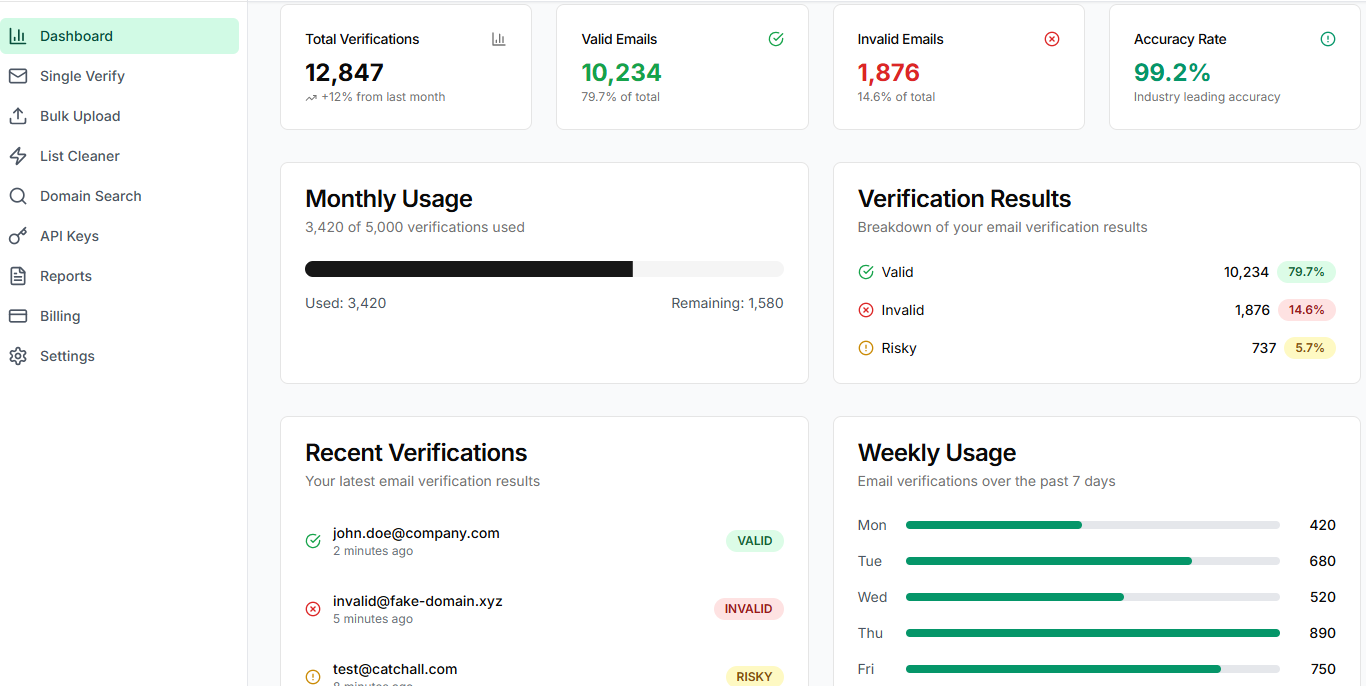 Dashboard
Single Verify
Bulk Upload
List Cleaner
Domain Search
API Keys
Reports
Billing
Settings
Total Verifications
12,847
+12% from last month
Valid Emails
10,234
79.7% of total
Invalid Emails
1,876
14.6% of total
Accuracy Rate
99.2%
Industry leading accuracy
Monthly Usage
3,420 of 5,000 verifications used
Used: 3,420 Remaining: 1,580
Verification Results
Breakdown of your email verification results
Valid 10,234 79.7%
Invalid 1,876 14.6%
Risky 737 5.7%
Recent Verifications
Your latest email verification results
john.doe@company.com
2 minutes ago
VALID
invalid@fake-domain.xyz
5 minutes ago
INVALID
test@catchall.com
8 minutes ago
RISKY
Weekly Usage
Email verifications over the past 7 days
Mon 420
Tue 680
Wed 520
Thu 890
Fri 750